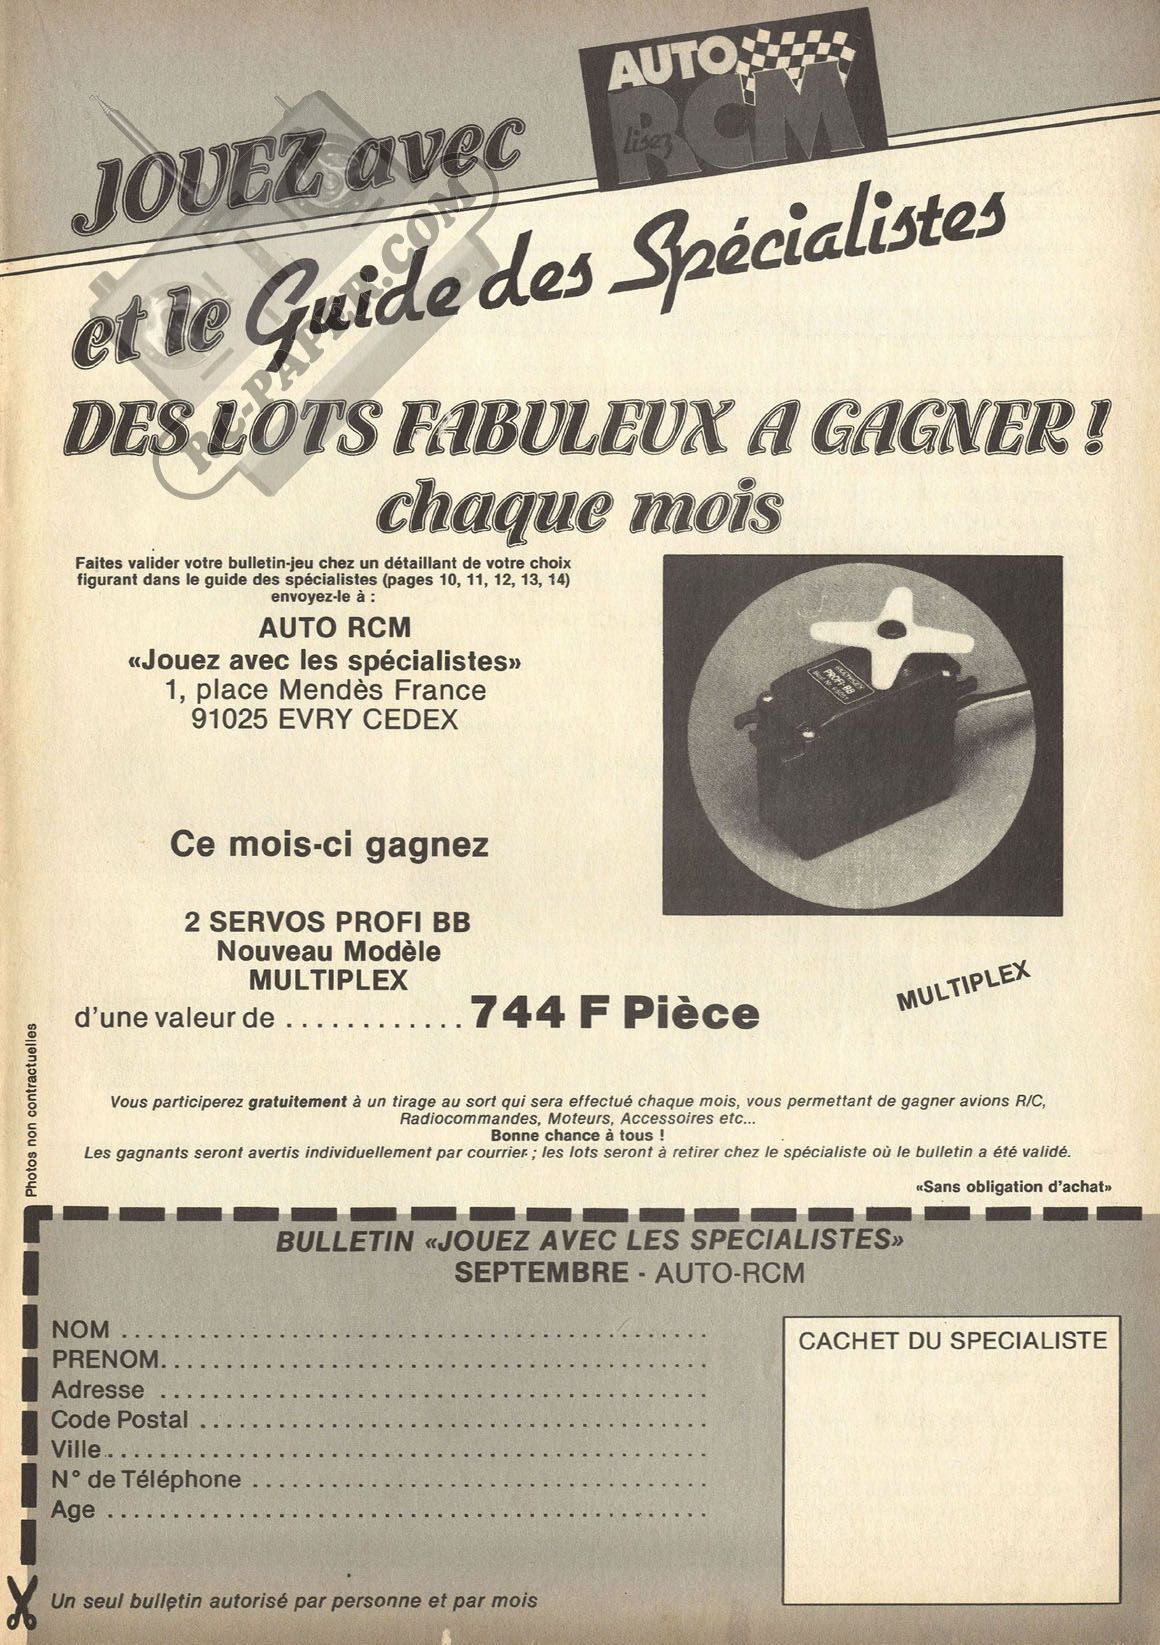 AUTO
lisez
RCM
JOUEZ avec
et le Guide des Spécialistes
RC-PAPER.COM
DES LOTS FABULEUX A GAGNER !
chaque mois
Faites valider votre bulletin-jeu chez un détaillant de votre choix
figurant dans le guide des spécialistes (pages 10, 11, 12, 13, 14)
envoyez-le à :
AUTO RCM
«Jouez avec les spécialistes»
1, place Mendès France
91025 EVRY CEDEX
PROFI-BB
Ce mois-ci gagnez
2 SERVOS PROFI BB
Nouveau Modèle
MULTIPLEX
d'une valeur de ............ 744 F Pièce
MULTIPLEX
Photos non contractuelles
Vous participerez gratuitement à un tirage au sort qui sera effectué chaque mois, vous permettant de gagner avions R/C,
Radiocommandes, Moteurs, Accessoires etc...
Bonne chance à tous !
Les gagnants seront avertis individuellement par courrier ; les lots seront à retirer chez le spécialiste où le bulletin a été validé.
«Sans obligation d'achat»
BULLETIN «JOUEZ AVEC LES SPECIALISTES»
SEPTEMBRE - AUTO-RCM
NOM ........................................
PRENOM........................................
Adresse ........................................
Code Postal ........................................
Ville........................................
N° de Téléphone ........................................
Age ........................................
CACHET DU SPECIALISTE
Un seul bulletin autorisé par personne et par mois